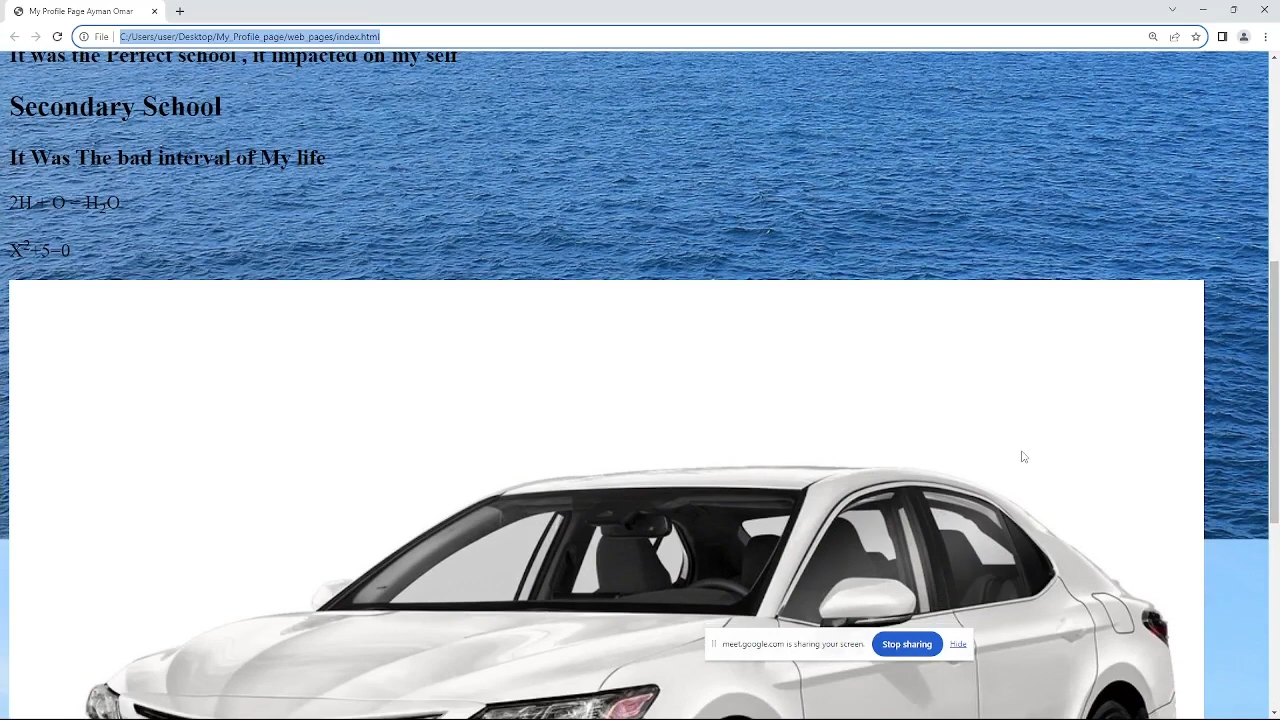 My Profile Page Ayman Omar
File
C:/Users/user/Desktop/My_Profile_page/web_pages/index.html
It was the Perfect school , it impacted on my self
Secondary School
It Was The bad interval of My life
2H + O = H₂O
X²+5=0
meet.google.com is sharing your screen.
Stop sharing
Hide